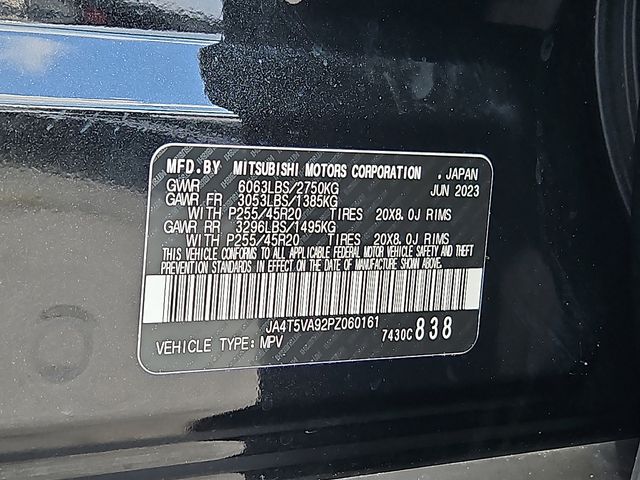 MFD.BY MITSUBISHI MOTORS CORPORATION . JAPAN
GVWR 6063LBS/2750KG JUN 2023
GAWR FR 3053LBS/1385KG
WITH P255/45R20 TIRES 20X8.0J RIMS
GAWR RR 3296LBS/1495KG
WITH P255/45R20 TIRES 20X8.0J RIMS
THIS VEHICLE CONFORMS TO ALL APPLICABLE FEDERAL MOTOR VEHICLE SAFETY AND THEFT
PREVENTION STANDARDS IN EFFECT ON THE DATE OF MANUFACTURE SHOWN ABOVE.
JA4T5VA92PZ060161
VEHICLE TYPE: MPV 7430C838